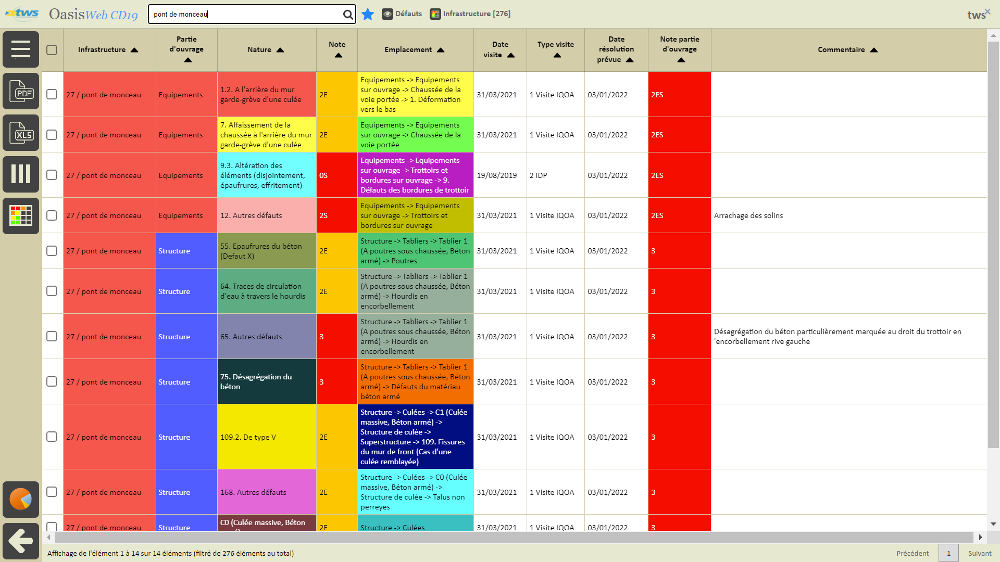 tws OasisWeb CD19 pont de monceau Défauts Infrastructure [276] tws
Infrastructure
Partie
d'ouvrage
Nature
Note
Emplacement
Date
visite
Type visite
Date
résolution
prévue
Note partie
d'ouvrage
Commentaire
PDF
XLS
27 / pont de monceau
Equipements
1.2. A l'arrière du mur
garde-grève d'une culée
2E
Equipements -> Equipements
sur ouvrage -> Chaussée de la
voie portée -> 1. Déformation
vers le bas
31/03/2021
1 Visite IQOA
03/01/2022
2ES
27 / pont de monceau
Equipements
7. Affaissement de la
chaussée à l'arrière du mur
garde-grève d'une culée
2E
Equipements -> Equipements
sur ouvrage -> Chaussée de la
voie portée
31/03/2021
1 Visite IQOA
03/01/2022
2ES
27 / pont de monceau
Equipements
9.3. Altération des
éléments (disjointement,
épaufrures, effritement)
0S
Equipements -> Equipements
sur ouvrage -> Trottoirs et
bordures sur ouvrage -> 9.
Défauts des bordures de trottoir
19/08/2019
2 IDP
03/01/2022
2ES
27 / pont de monceau
Equipements
12. Autres défauts
2S
Equipements -> Equipements
sur ouvrage -> Trottoirs et
bordures sur ouvrage
31/03/2021
1 Visite IQOA
03/01/2022
2ES
Arrachage des solins
27 / pont de monceau
Structure
55. Epaufrures du béton
(Defaut X)
2E
Structure -> Tabliers -> Tablier 1
(A poutres sous chaussée, Béton
armé) -> Poutres
31/03/2021
1 Visite IQOA
03/01/2022
3
27 / pont de monceau
Structure
64. Traces de circulation
d'eau à travers le hourdis
2E
Structure -> Tabliers -> Tablier 1
(A poutres sous chaussée, Béton
armé) -> Hourdis en
encorbellement
31/03/2021
1 Visite IQOA
03/01/2022
3
27 / pont de monceau
Structure
65. Autres défauts
3
Structure -> Tabliers -> Tablier 1
(A poutres sous chaussée, Béton
armé) -> Hourdis en
encorbellement
31/03/2021
1 Visite IQOA
03/01/2022
3
Désagrégation du béton particulièrement marquée au droit du trottoir en
'encorbellement rive gauche
27 / pont de monceau
Structure
75. Désagrégation du
béton
3
Structure -> Tabliers -> Tablier 1
(A poutres sous chaussée, Béton
armé) -> Défauts du matériau
béton armé
31/03/2021
1 Visite IQOA
03/01/2022
3
27 / pont de monceau
Structure
109.2. De type V
2E
Structure -> Culées -> C1 (Culée
massive, Béton armé) ->
Structure de culée ->
Superstructure -> 109. Fissures
du mur de front (Cas d'une
culée remblayée)
31/03/2021
1 Visite IQOA
03/01/2022
3
27 / pont de monceau
Structure
168. Autres défauts
2E
Structure -> Culées -> C0 (Culée
massive, Béton armé) ->
Structure de culée -> Talus non
perreyes
31/03/2021
1 Visite IQOA
03/01/2022
3
27 / pont de monceau
Structure
C0 (Culée massive, Béton
2E
Structure -> Culées
31/03/2021
1 Visite IQOA
03/01/2022
3
Affichage de l'élément 1 à 14 sur 14 éléments (filtré de 276 éléments au total)
Précédent 1 Suivant